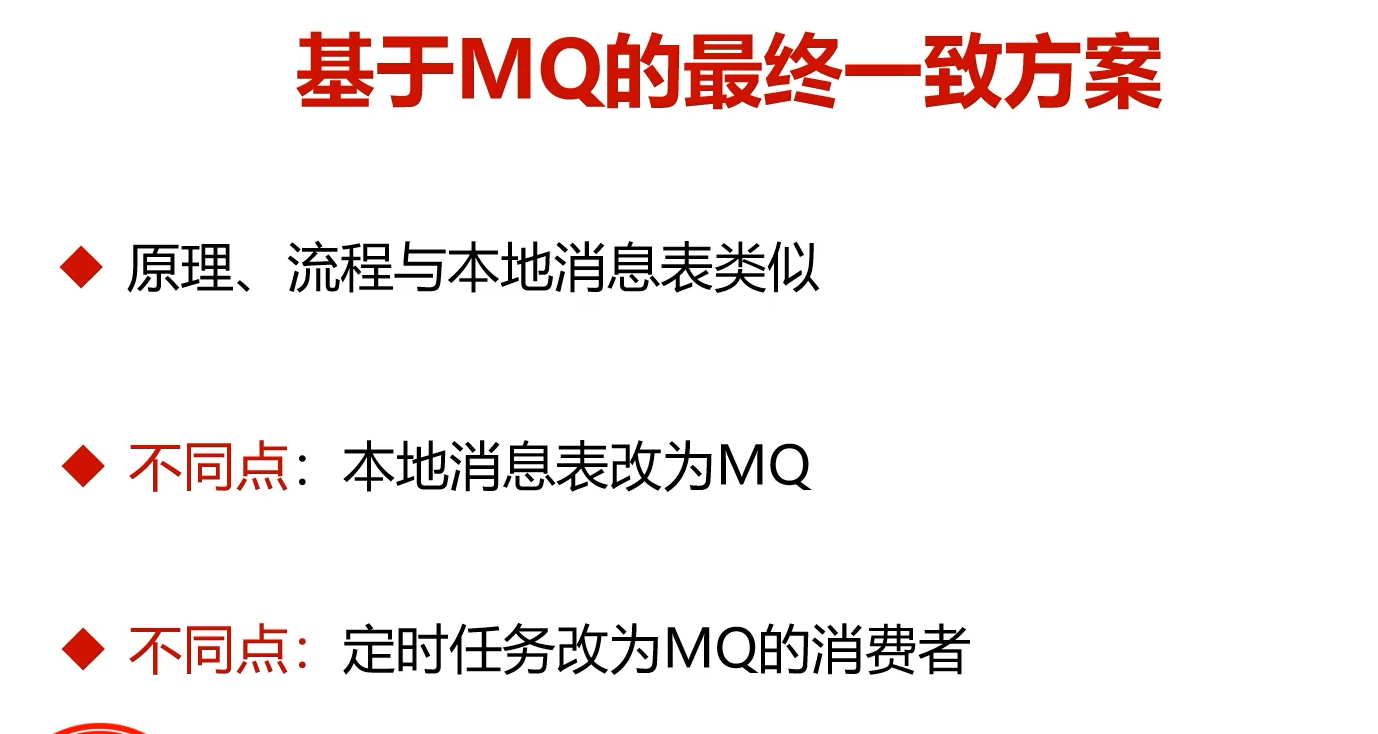 基于MQ的最终一致方案
原理、流程与本地消息表类似
不同点：本地消息表改为MQ
不同点：定时任务改为MQ的消费者